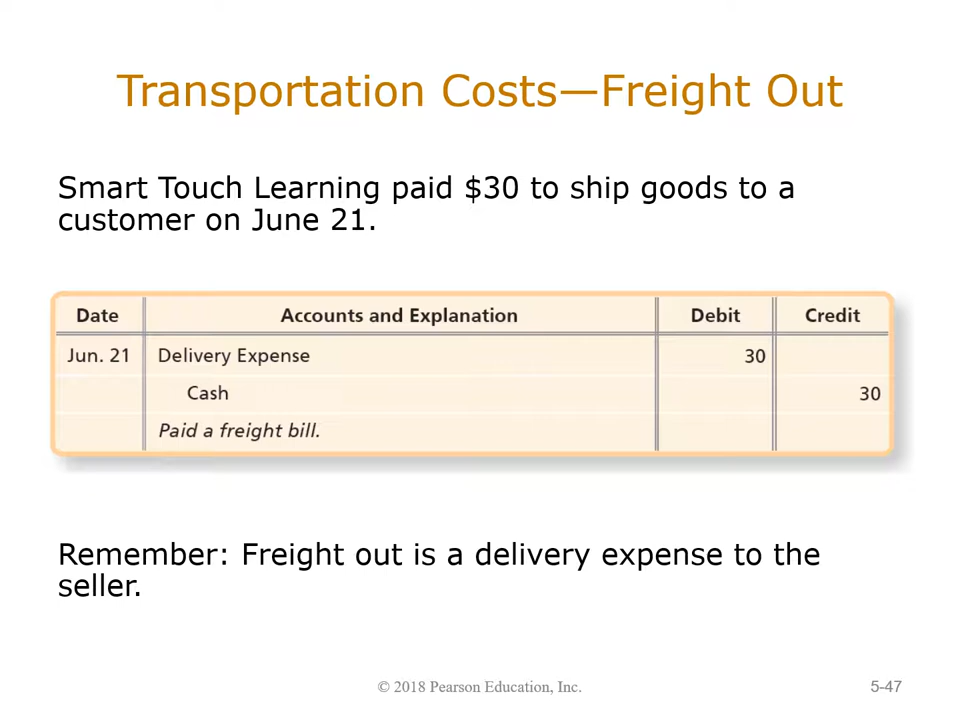 Transportation Costs—Freight Out
Smart Touch Learning paid $30 to ship goods to a
customer on June 21.
Date Accounts and Explanation Debit Credit
Jun. 21 Delivery Expense 30
Cash 30
Paid a freight bill.
Remember: Freight out is a delivery expense to the
seller.
© 2018 Pearson Education, Inc. 5-47